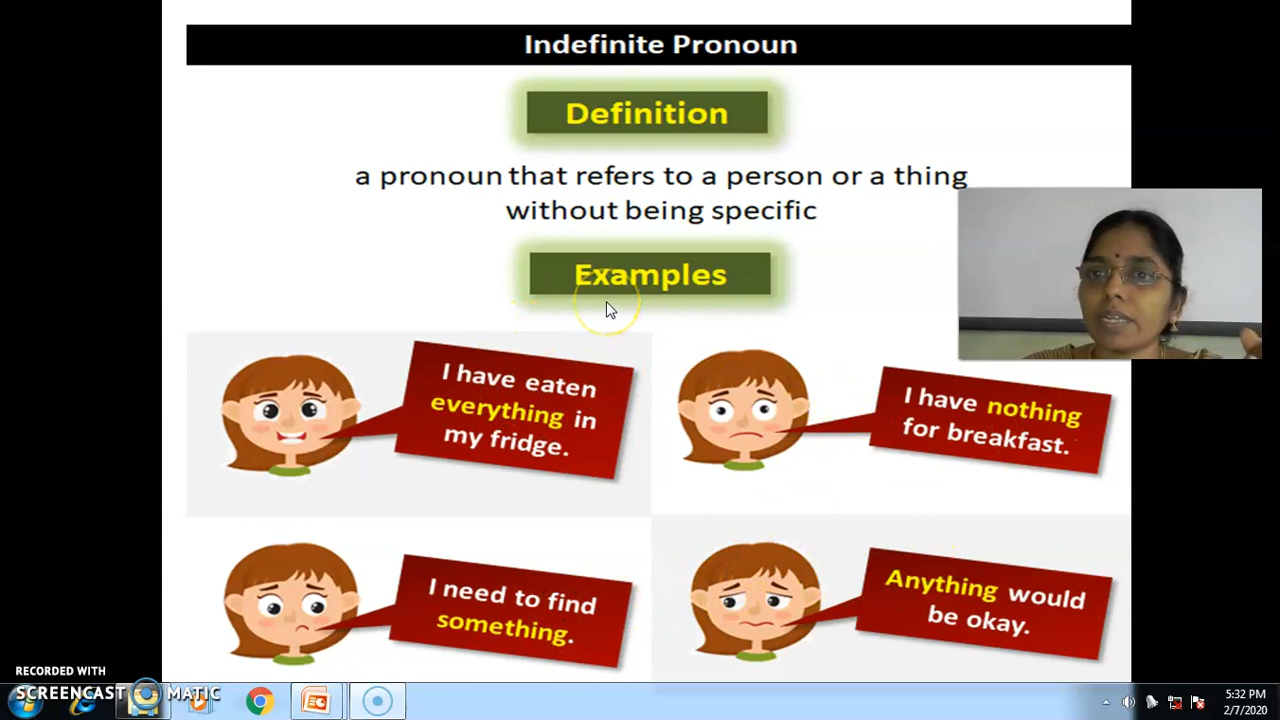 Indefinite Pronoun
Definition
a pronoun that refers to a person or a thing
without being specific
Examples
I have eaten
everything in
my fridge.
I have nothing
for breakfast.
I need to find
something.
Anything would
be okay.
RECORDED WITH
SCREENCAST MATIC
5:32 PM
2/7/2020